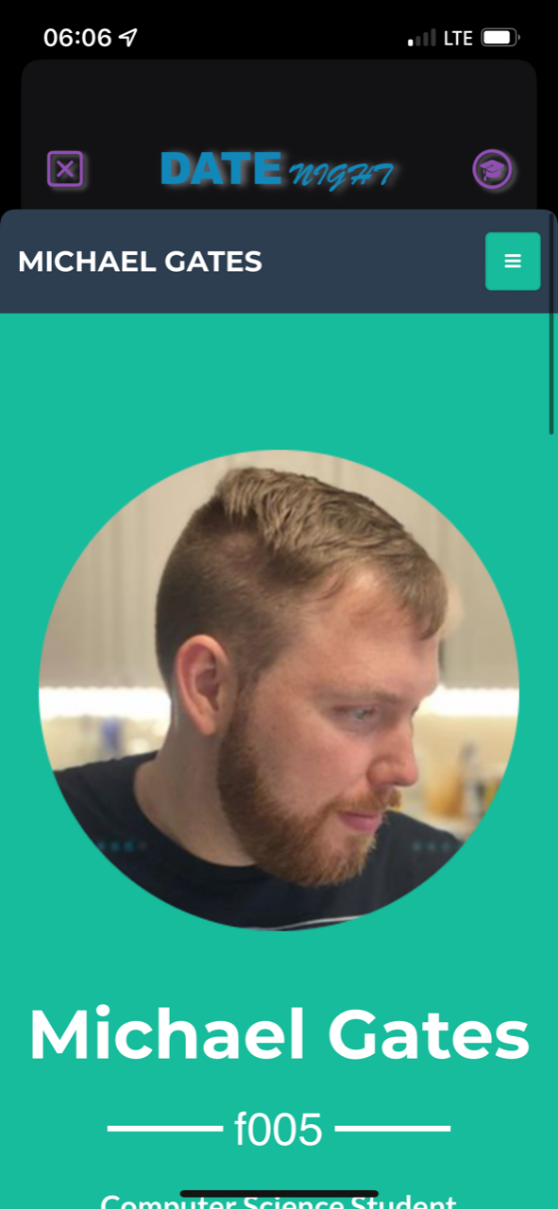 06:06 LTE
DATE NIGHT
MICHAEL GATES
Michael Gates
f005
Computer Science Student